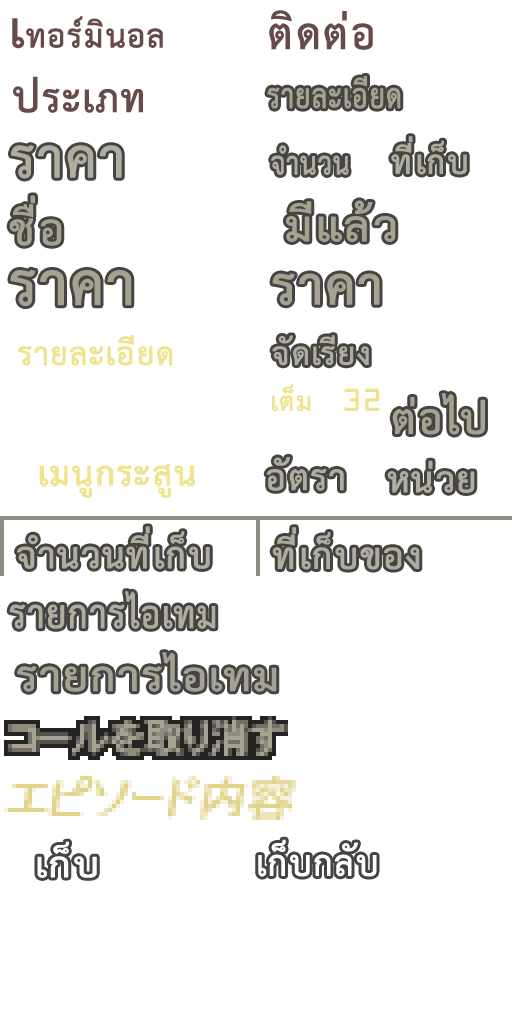 เทอร์มินอล ติดต่อ
ประเภท รายละเอียด
ราคา จำนวน ที่เก็บ
ชื่อ มีแล้ว
ราคา ราคา
รายละเอียด จัดเรียง
เต็ม 32 ต่อไป
เมนูกระสูน อัตรา หน่วย
จำนวนที่เก็บ ที่เก็บของ
รายการไอเทม
รายการไอเทม
コールを取り消す
エピソード内容
เก็บ เก็บกลับ